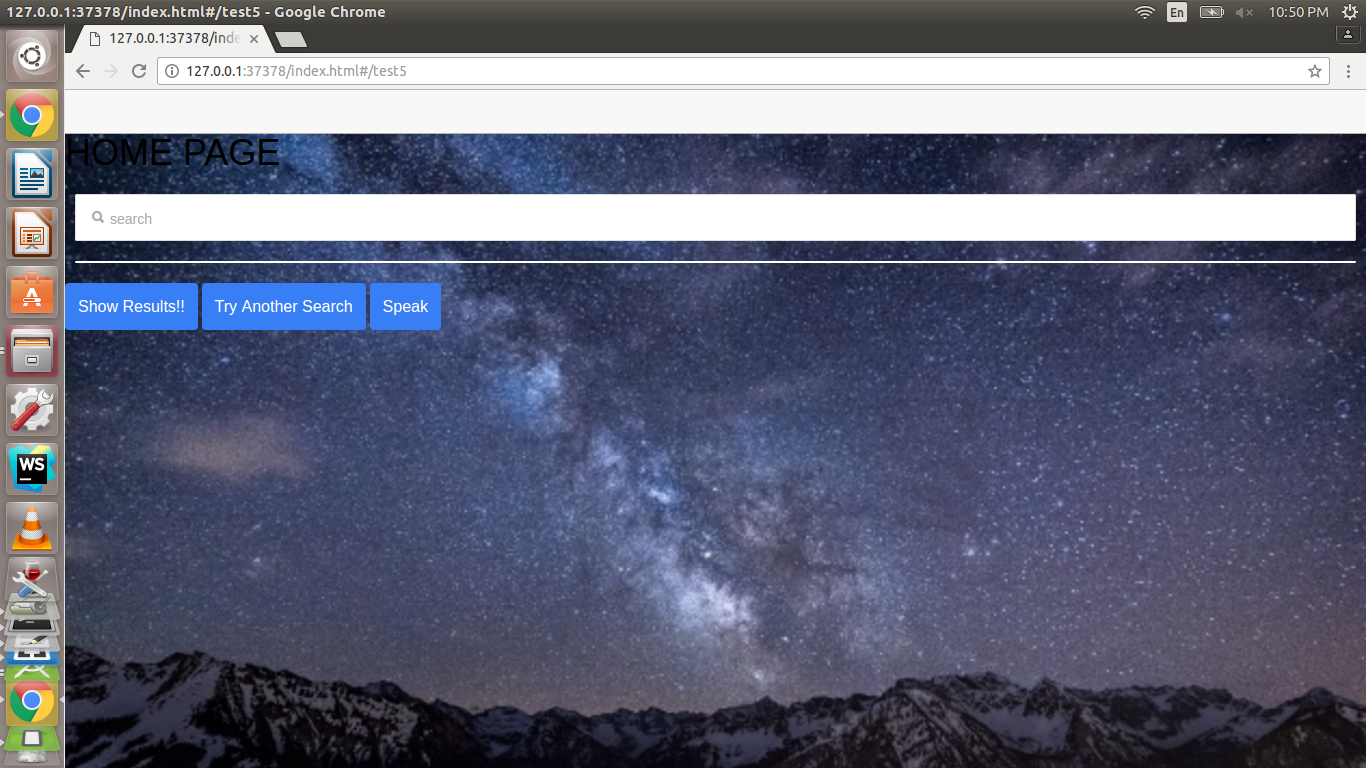 127.0.0.1:37378/index.html#/test5 - Google Chrome
En
10:50 PM
127.0.0.1:37378/inde
127.0.0.1:37378/index.html#/test5
HOME PAGE
search
Show Results!! Try Another Search Speak
WS